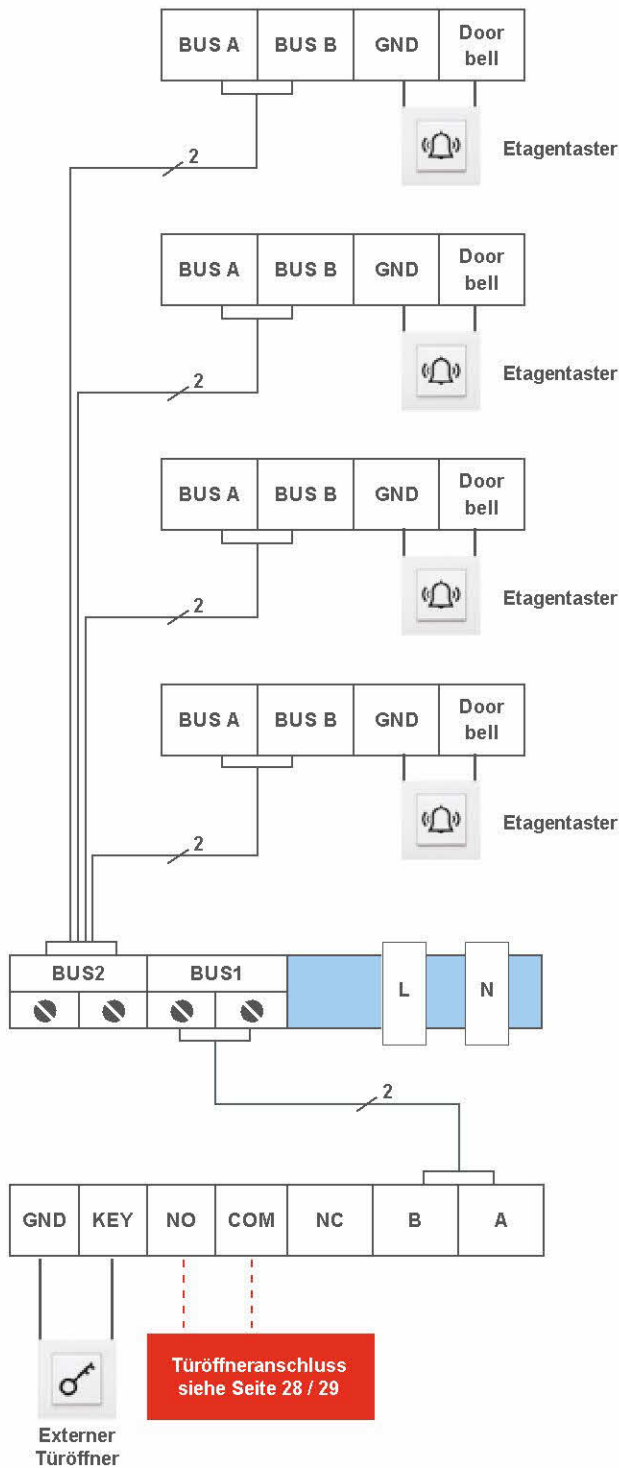 BUS A BUS B GND Door bell
Etagentaster
2
BUS A BUS B GND Door bell
Etagentaster
2
BUS A BUS B GND Door bell
Etagentaster
2
BUS A BUS B GND Door bell
Etagentaster
2
BUS2 BUS1 L N
2
GND KEY NO COM NC B A
Türöffneranschluss
siehe Seite 28 / 29
Externer
Türöffner